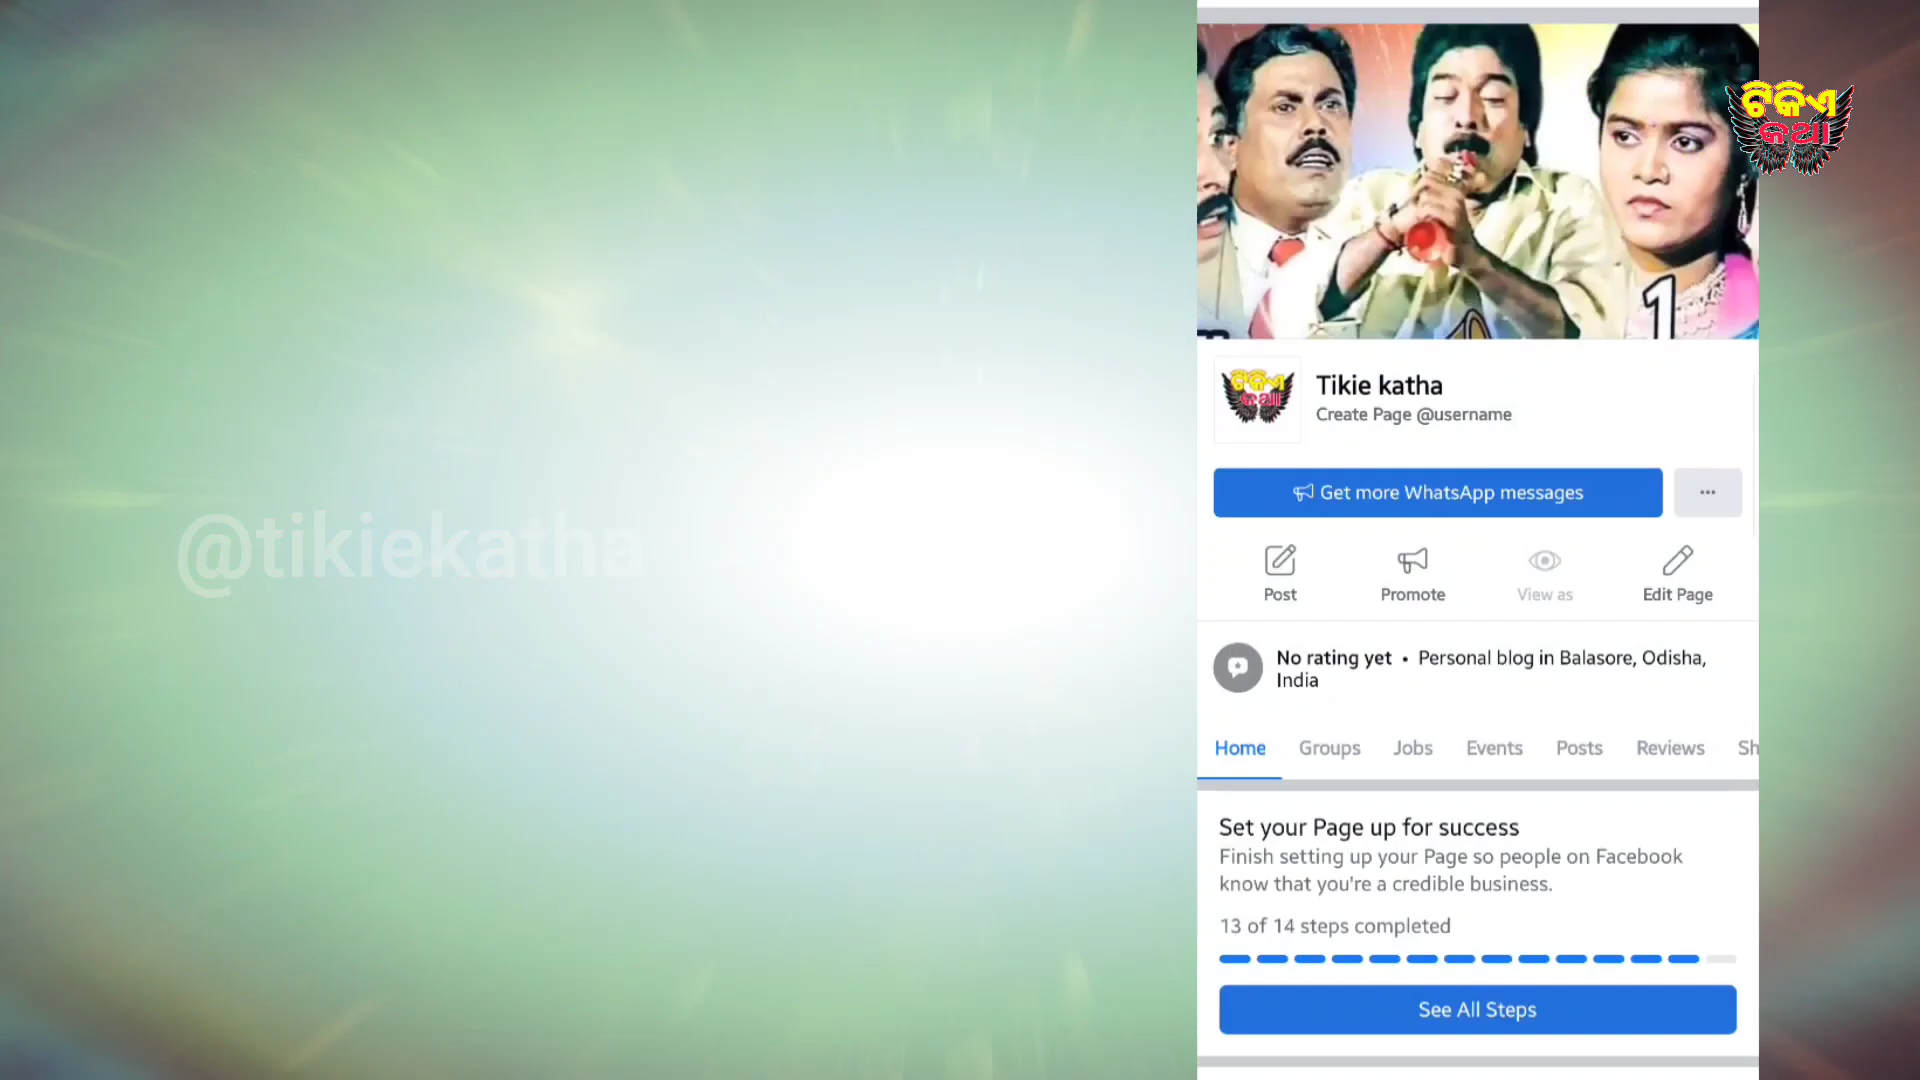 ଟିକିଏ
କଥା
@tikiekatha
1
ଟିକିଏ
କଥା
Tikie katha
Create Page @username
Get more WhatsApp messages
...
Post
Promote
View as
Edit Page
No rating yet • Personal blog in Balasore, Odisha,
India
Home
Groups
Jobs
Events
Posts
Reviews
Sh
Set your Page up for success
Finish setting up your Page so people on Facebook
know that you're a credible business.
13 of 14 steps completed
See All Steps